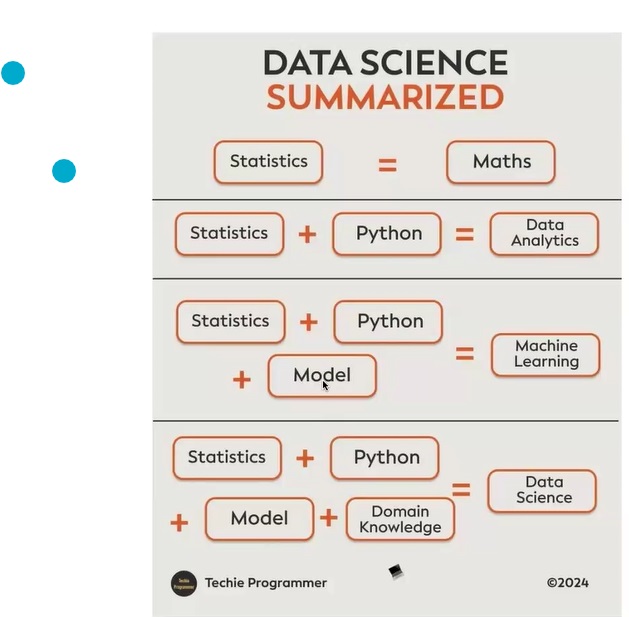 DATA SCIENCE
SUMMARIZED
Statistics = Maths
Statistics + Python = Data
Analytics
Statistics + Python
+ Model = Machine
Learning
Statistics + Python
+ Model + Domain
Knowledge = Data
Science
Techie
Programmer
Techie Programmer ©2024